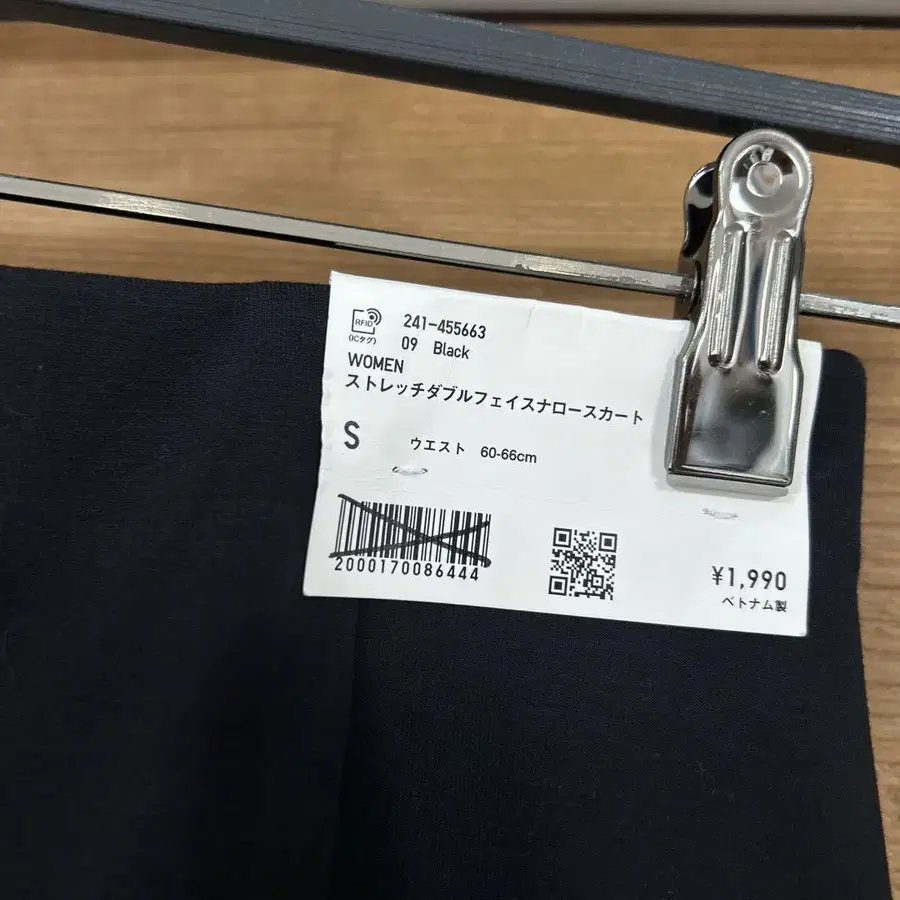 RFID
(ICタグ)
241-455663
09 Black
WOMEN
ストレッチダブルフェイスナロースカート
S ウエスト 60-66cm
2000170086444
¥1,990
ベトナム製